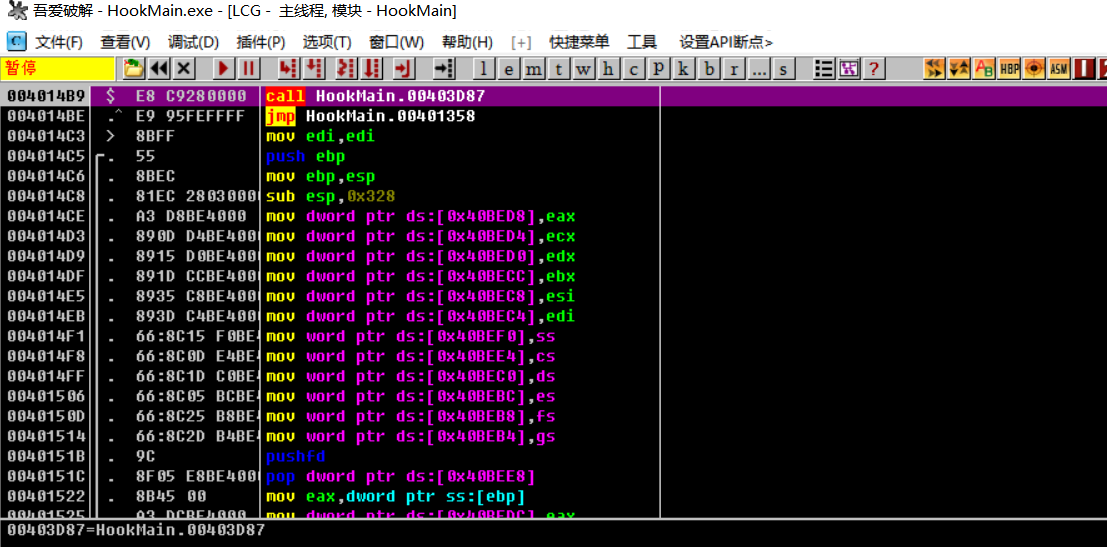 吾爱破解 - HookMain.exe - [LCG - 主线程, 模块 - HookMain]
C 文件(F) 查看(V) 调试(D) 插件(P) 选项(T) 窗口(W) 帮助(H) [+] 快捷菜单 工具 设置API断点>
暂停 l e m t w h c P k b r ... s ? HBP ASM
004014B9 $ E8 C9280000 call HookMain.00403D87
004014BE .^ E9 95FEFFFF jmp HookMain.00401358
004014C3 > 8BFF mov edi,edi
004014C5 . 55 push ebp
004014C6 . 8BEC mov ebp,esp
004014C8 . 81EC 28030000 sub esp,0x328
004014CE . A3 D8BE4000 mov dword ptr ds:[0x40BED8],eax
004014D3 . 890D D4BE4000 mov dword ptr ds:[0x40BED4],ecx
004014D9 . 8915 D0BE4000 mov dword ptr ds:[0x40BED0],edx
004014DF . 891D CCBE4000 mov dword ptr ds:[0x40BECC],ebx
004014E5 . 8935 C8BE4000 mov dword ptr ds:[0x40BEC8],esi
004014EB . 893D C4BE4000 mov dword ptr ds:[0x40BEC4],edi
004014F1 . 66:8C15 F0BE4 mov word ptr ds:[0x40BEF0],ss
004014F8 . 66:8C0D E4BE4 mov word ptr ds:[0x40BEE4],cs
004014FF . 66:8C1D C0BE4 mov word ptr ds:[0x40BEC0],ds
00401506 . 66:8C05 BCBE4 mov word ptr ds:[0x40BEBC],es
0040150D . 66:8C25 B8BE4 mov word ptr ds:[0x40BEB8],fs
00401514 . 66:8C2D B4BE4 mov word ptr ds:[0x40BEB4],gs
0040151B . 9C pushfd
0040151C . 8F05 E8BE4000 pop dword ptr ds:[0x40BEE8]
00401522 . 8B45 00 mov eax,dword ptr ss:[ebp]
00401525 . A3 DCBE4000 mov dword ptr ds:[0x40BEDC],eax
00403D87=HookMain.00403D87